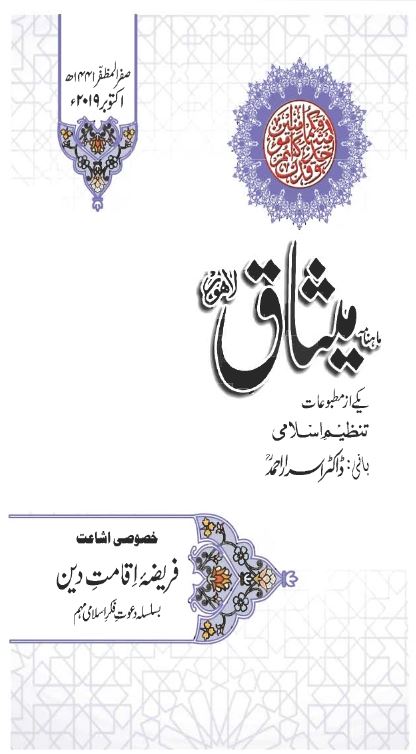 صفر المظفر ۱۴۴۱ھ
اکتوبر ۲۰۱۹ء
ماہنامہ میثاق لاہور
یکے از مطبوعات
تنظیمِ اسلامی
بانی: ڈاکٹر اسرار احمدؒ
خصوصی اشاعت
فریضۂ اِقامتِ دین
بسلسلہ دعوتِ فکرِ اسلامی مہم